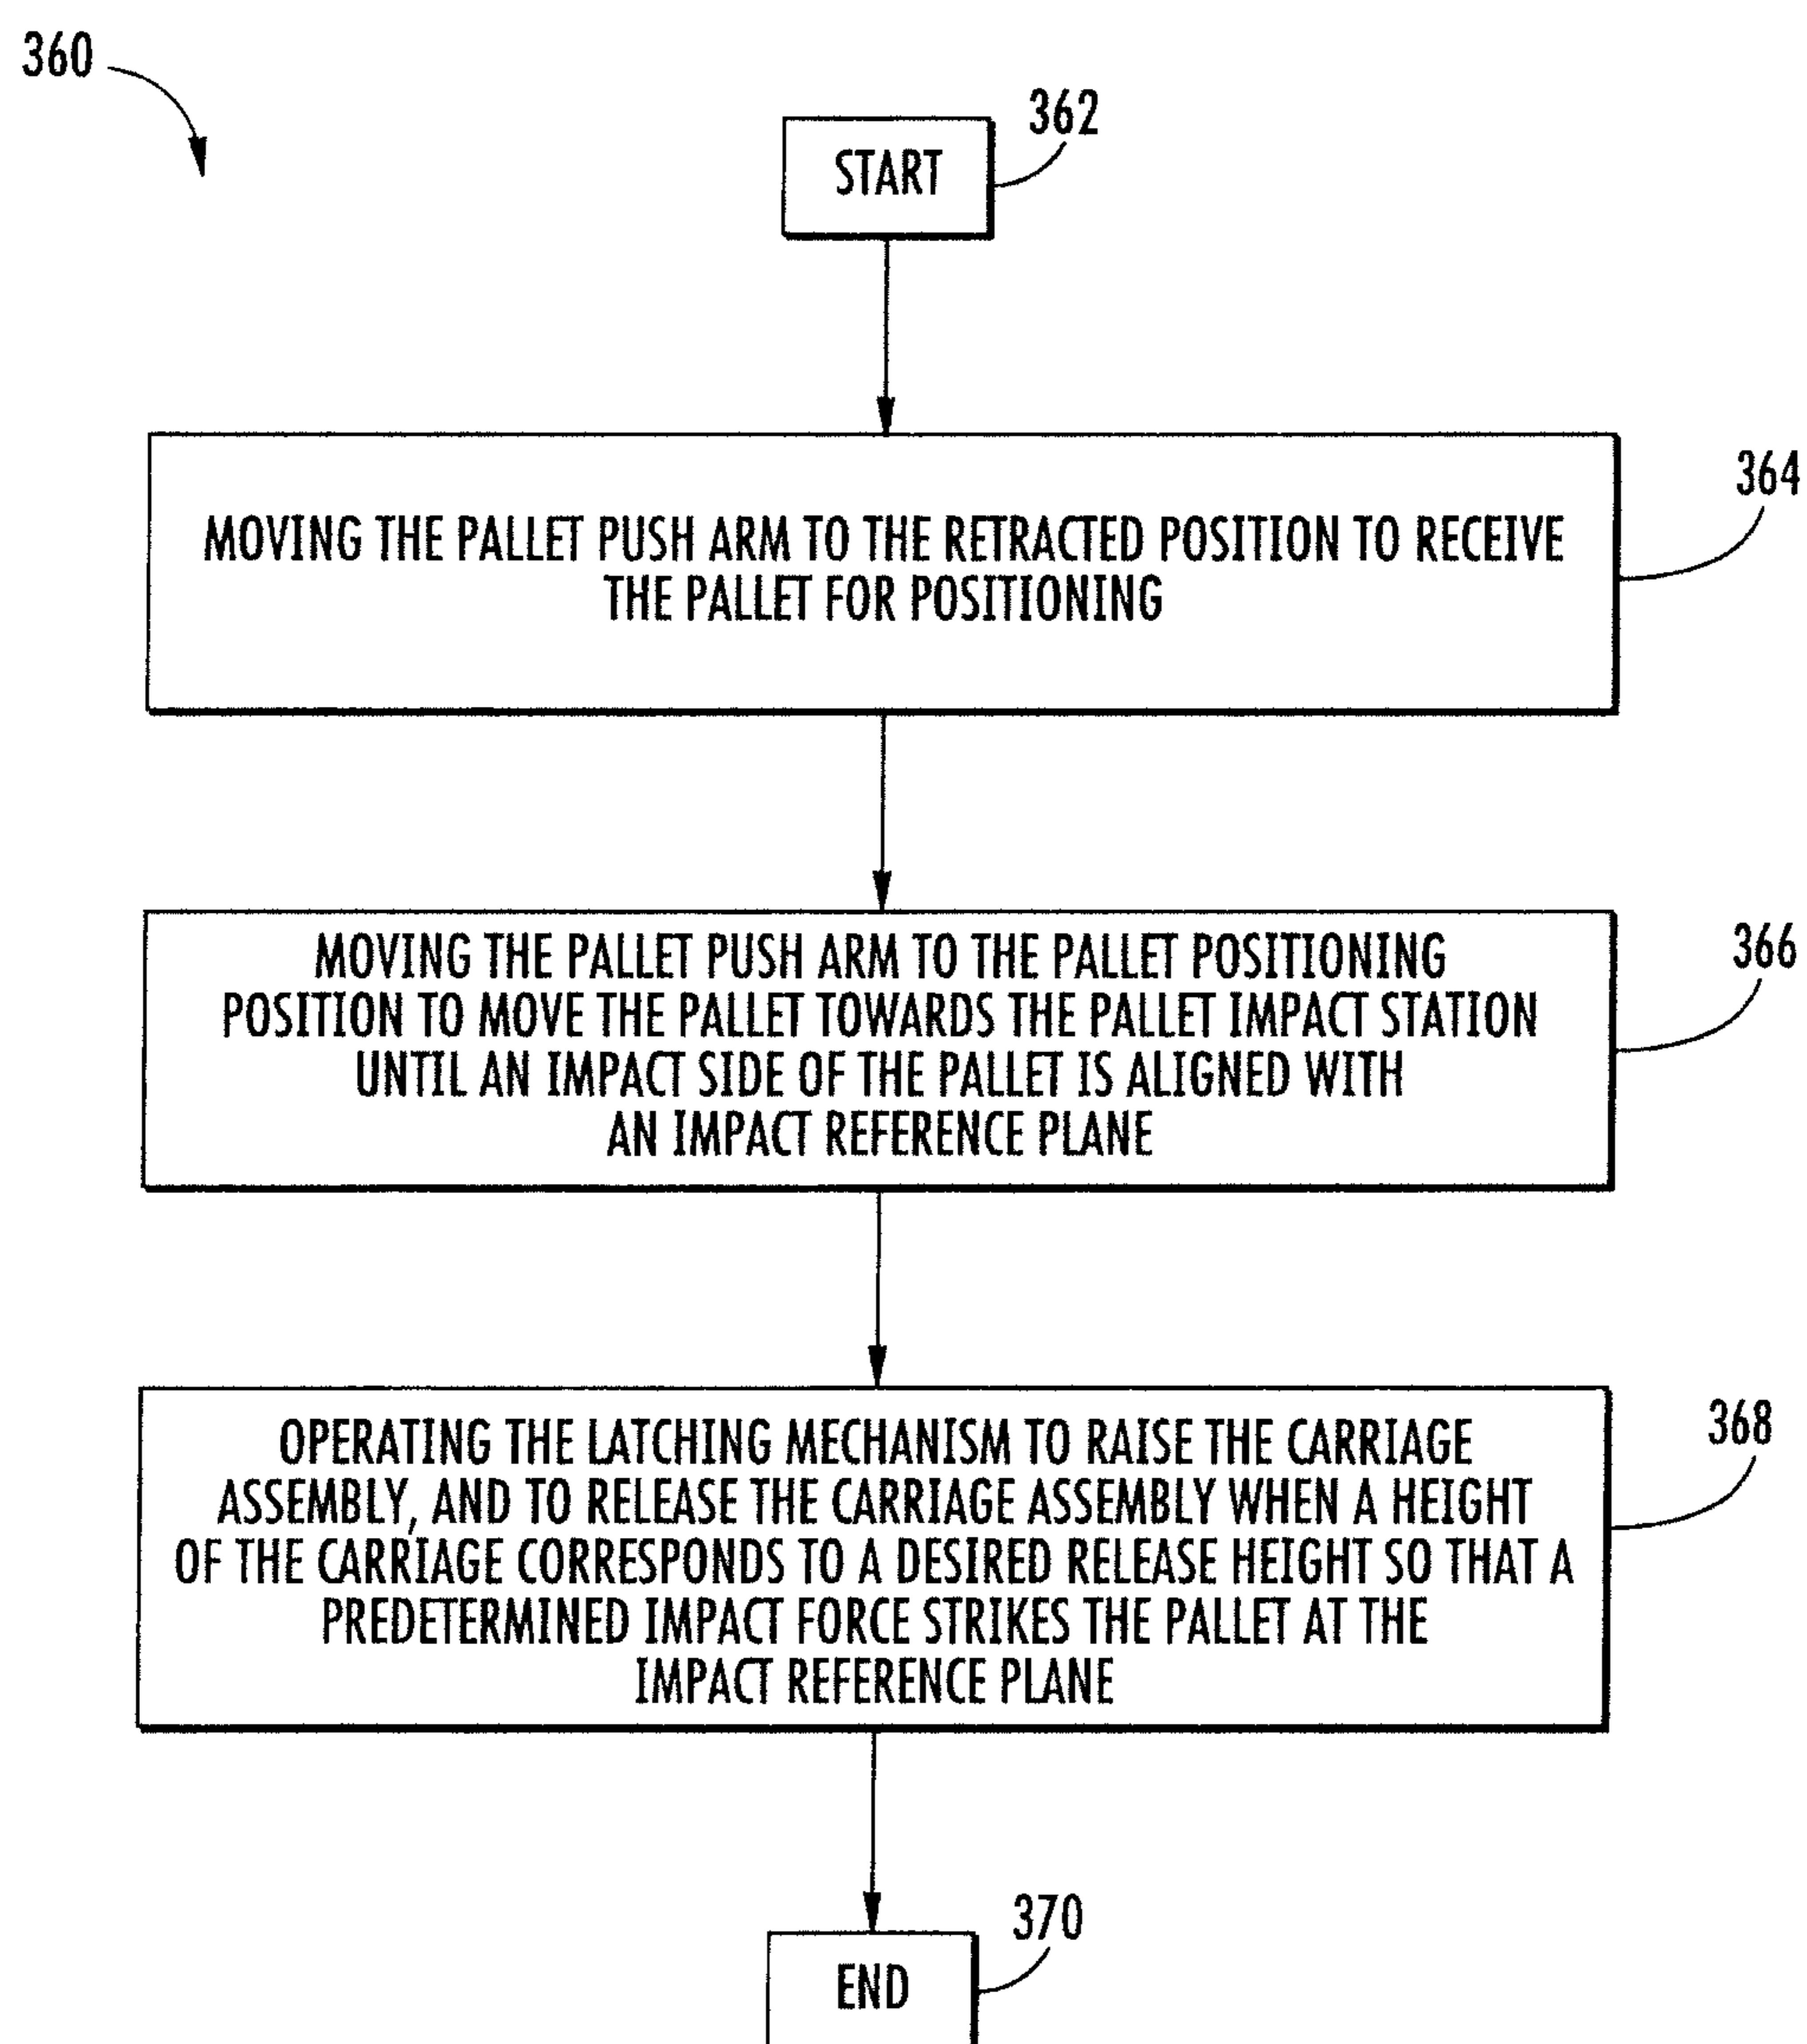 360
362
START
364
MOVING THE PALLET PUSH ARM TO THE RETRACTED POSITION TO RECEIVE
THE PALLET FOR POSITIONING
366
MOVING THE PALLET PUSH ARM TO THE PALLET POSITIONING
POSITION TO MOVE THE PALLET TOWARDS THE PALLET IMPACT STATION
UNTIL AN IMPACT SIDE OF THE PALLET IS ALIGNED WITH
AN IMPACT REFERENCE PLANE
368
OPERATING THE LATCHING MECHANISM TO RAISE THE CARRIAGE
ASSEMBLY, AND TO RELEASE THE CARRIAGE ASSEMBLY WHEN A HEIGHT
OF THE CARRIAGE CORRESPONDS TO A DESIRED RELEASE HEIGHT SO THAT A
PREDETERMINED IMPACT FORCE STRIKES THE PALLET AT THE
IMPACT REFERENCE PLANE
370
END